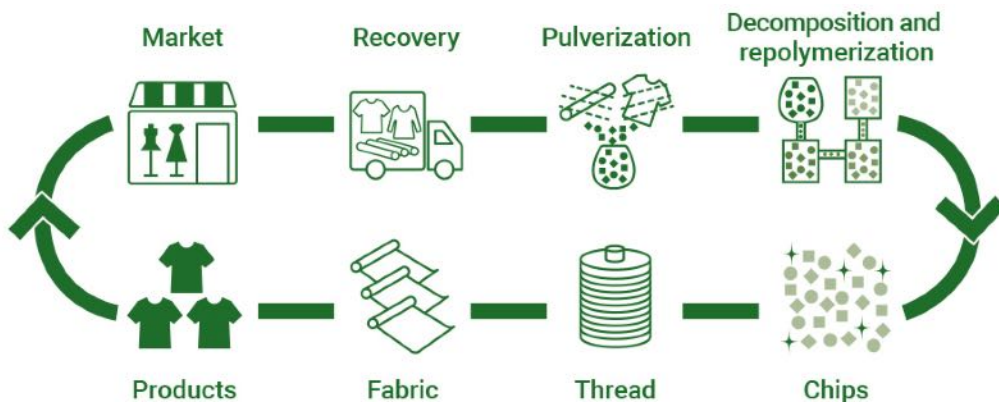 Market
Recovery
Pulverization
Decomposition and
repolymerization
Products
Fabric
Thread
Chips